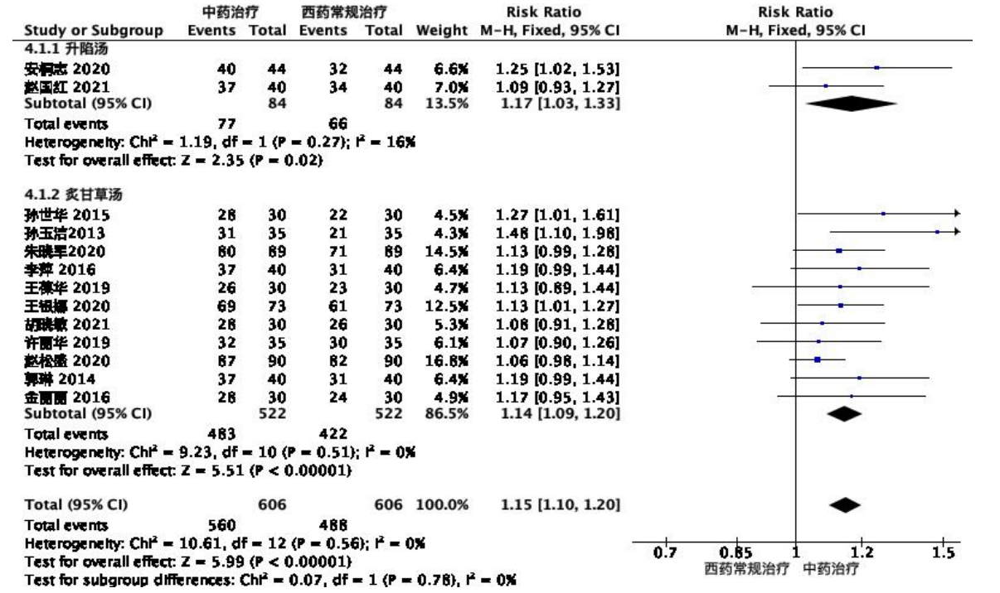 中药治疗 西药常规治疗 Risk Ratio Risk Ratio
Study or Subgroup Events Total Events Total Weight M-H, Fixed, 95% CI M-H, Fixed, 95% CI
4.1.1 升陷汤
安桐志 2020 40 44 32 44 6.6% 1.25 [1.02, 1.53]
赵国红 2021 37 40 34 40 7.0% 1.09 [0.93, 1.27]
Subtotal (95% CI) 84 84 13.5% 1.17 [1.03, 1.33]
Total events 77 66
Heterogeneity: Chi² = 1.19, df = 1 (P = 0.27); I² = 16%
Test for overall effect: Z = 2.35 (P = 0.02)
4.1.2 炙甘草汤
孙世华 2015 28 30 22 30 4.5% 1.27 [1.01, 1.61]
孙玉洁2013 31 35 21 35 4.3% 1.48 [1.10, 1.98]
朱晓军2020 80 89 71 89 14.5% 1.13 [0.99, 1.28]
李萍 2016 37 40 31 40 6.4% 1.19 [0.99, 1.44]
王葆华 2019 26 30 23 30 4.7% 1.13 [0.89, 1.44]
王银娜 2020 69 73 61 73 12.5% 1.13 [1.01, 1.27]
胡晓敏 2021 28 30 26 30 5.3% 1.08 [0.91, 1.28]
许丽华 2019 32 35 30 35 6.1% 1.07 [0.90, 1.26]
赵松盛 2020 87 90 82 90 16.8% 1.06 [0.98, 1.14]
郭琳 2014 37 40 31 40 6.4% 1.19 [0.99, 1.44]
金丽丽 2016 28 30 24 30 4.9% 1.17 [0.95, 1.43]
Subtotal (95% CI) 522 522 86.5% 1.14 [1.09, 1.20]
Total events 483 422
Heterogeneity: Chi² = 9.23, df = 10 (P = 0.51); I² = 0%
Test for overall effect: Z = 5.51 (P < 0.00001)
Total (95% CI) 606 606 100.0% 1.15 [1.10, 1.20]
Total events 560 488
Heterogeneity: Chi² = 10.61, df = 12 (P = 0.56); I² = 0%
Test for overall effect: Z = 5.99 (P < 0.00001)
Test for subgroup differences: Chi² = 0.07, df = 1 (P = 0.78), I² = 0%
0.7 0.85 1 1.2 1.5
西药常规治疗 中药治疗